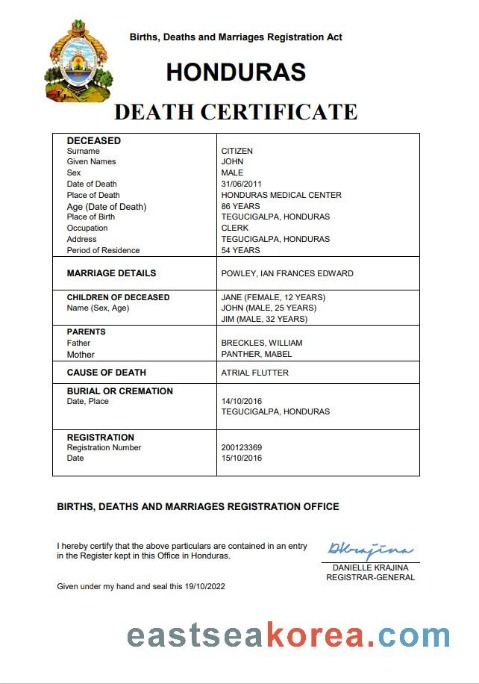 Births, Deaths and Marriages Registration Act
HONDURAS
DEATH CERTIFICATE
DECEASED
Surname CITIZEN
Given Names JOHN
Sex MALE
Date of Death 31/06/2011
Place of Death HONDURAS MEDICAL CENTER
Age (Date of Death) 86 YEARS
Place of Birth TEGUCIGALPA, HONDURAS
Occupation CLERK
Address TEGUCIGALPA, HONDURAS
Period of Residence 54 YEARS
MARRIAGE DETAILS POWLEY, IAN FRANCES EDWARD
CHILDREN OF DECEASED JANE (FEMALE, 12 YEARS)
Name (Sex, Age) JOHN (MALE, 25 YEARS)
JIM (MALE, 32 YEARS)
PARENTS
Father BRECKLES, WILLIAM
Mother PANTHER, MABEL
CAUSE OF DEATH ATRIAL FLUTTER
BURIAL OR CREMATION
Date, Place 14/10/2016
TEGUCIGALPA, HONDURAS
REGISTRATION
Registration Number 200123369
Date 15/10/2016
BIRTHS, DEATHS AND MARRIAGES REGISTRATION OFFICE
I hereby certify that the above particulars are contained in an entry
in the Register kept in this Office in Honduras.
DKrajina
DANIELLE KRAJINA
REGISTRAR-GENERAL
Given under my hand and seal this 19/10/2022
eastseakorea.com